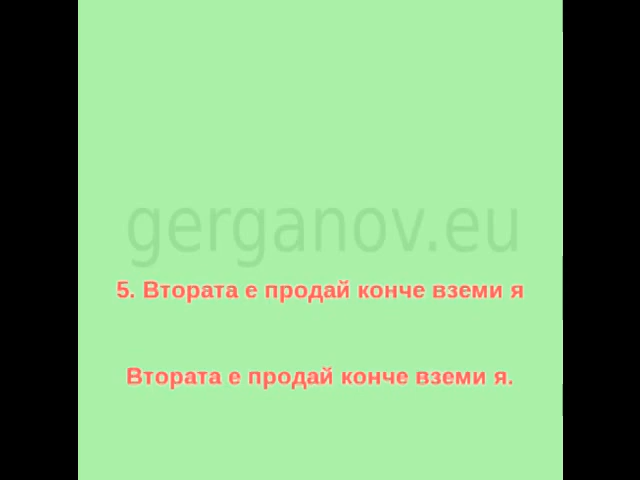 gerganov.eu
5. Втората е продай конче вземи я
Втората е продай конче вземи я.